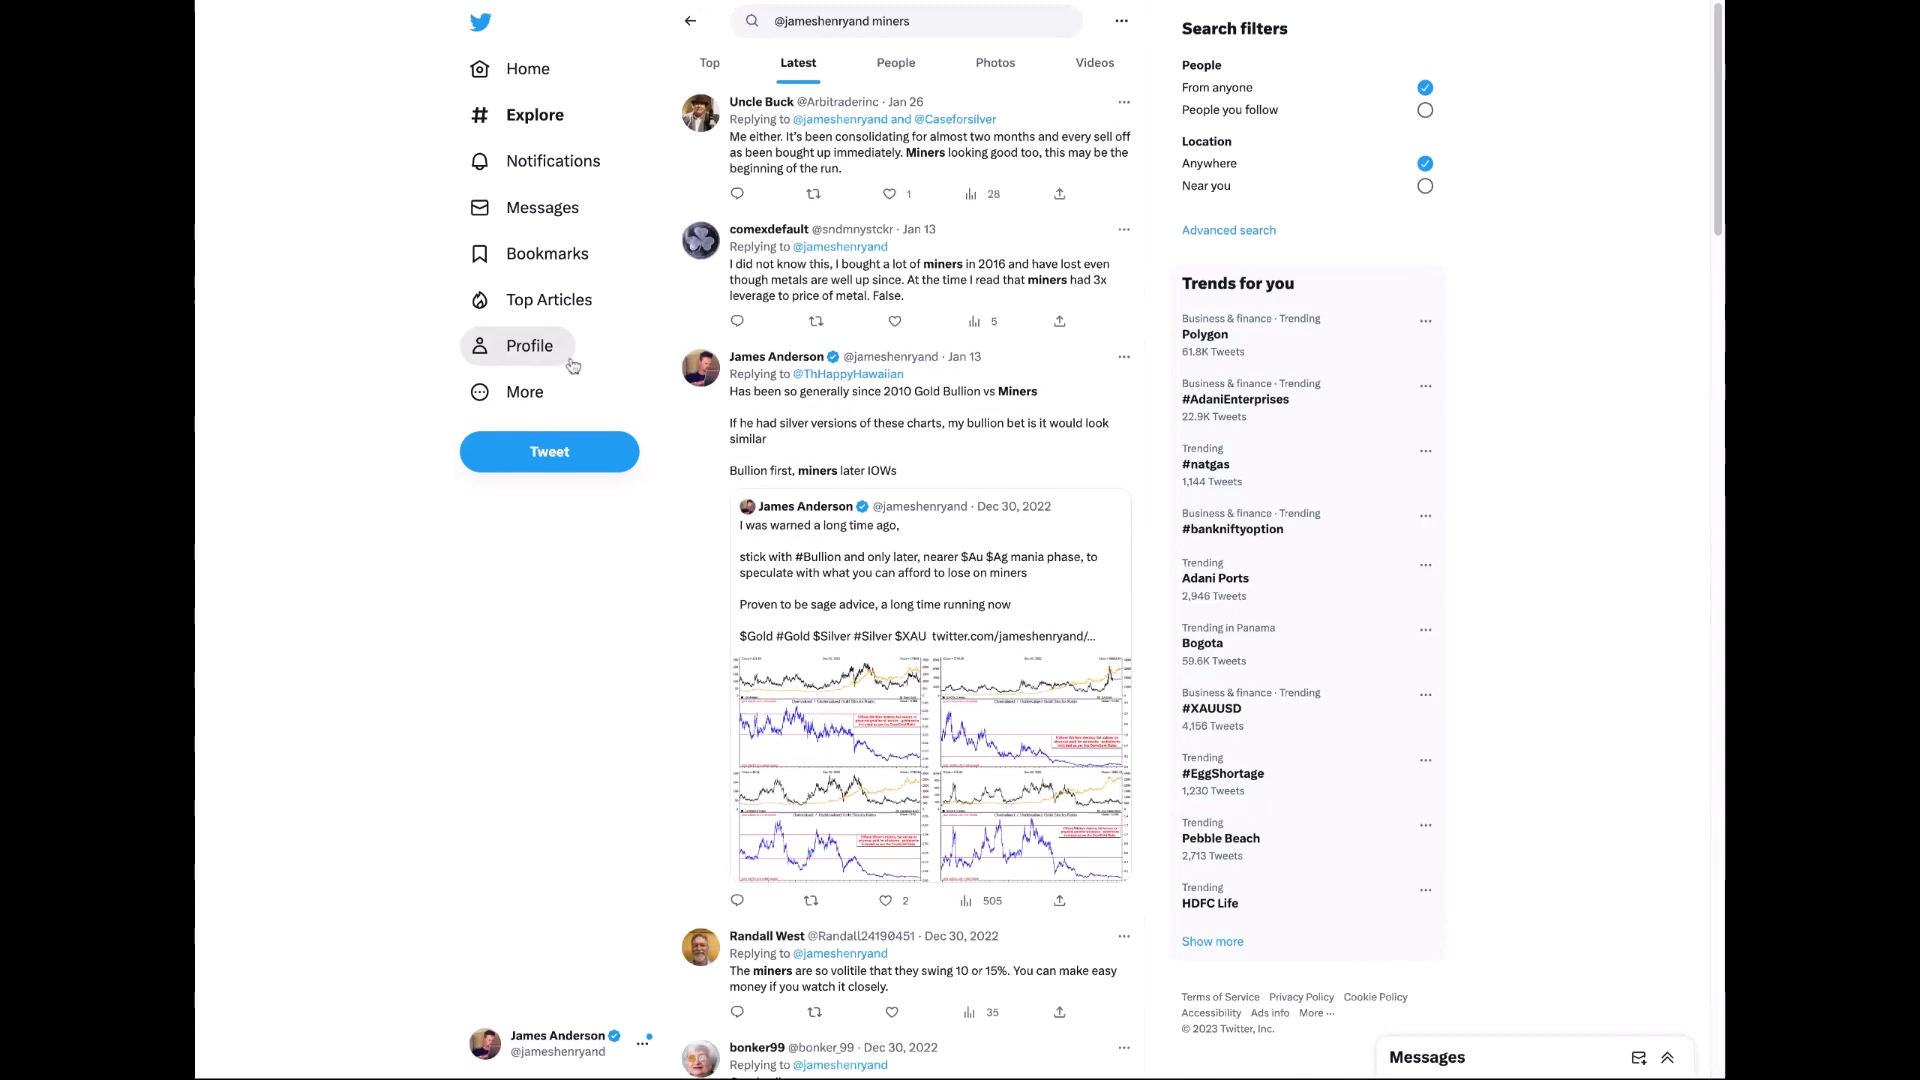 Home
Explore
Notifications
Messages
Bookmarks
Top Articles
Profile
More
Tweet
James Anderson
@jameshenryand
@jameshenryand miners
Top
Latest
People
Photos
Videos
Uncle Buck @Arbitraderinc · Jan 26
Replying to @jameshenryand and @Caseforsilver
Me either. It's been consolidating for almost two months and every sell off
as been bought up immediately. Miners looking good too, this may be the
beginning of the run.
1
28
comexdefault @sndmnystckr · Jan 13
Replying to @jameshenryand
I did not know this, I bought a lot of miners in 2016 and have lost even
though metals are well up since. At the time I read that miners had 3x
leverage to price of metal. False.
5
James Anderson @jameshenryand · Jan 13
Replying to @ThHappyHawaiian
Has been so generally since 2010 Gold Bullion vs Miners
If he had silver versions of these charts, my bullion bet is it would look
similar
Bullion first, miners later IOWs
James Anderson @jameshenryand · Dec 30, 2022
I was warned a long time ago,
stick with #Bullion and only later, nearer $Au $Ag mania phase, to
speculate with what you can afford to lose on miners
Proven to be sage advice, a long time running now
$Gold #Gold $Silver #Silver $XAU twitter.com/jameshenryand/...
2
505
Randall West @Randall24190451 · Dec 30, 2022
Replying to @jameshenryand
The miners are so volitile that they swing 10 or 15%. You can make easy
money if you watch it closely.
35
bonker99 @bonker_99 · Dec 30, 2022
Replying to @jameshenryand
Search filters
People
From anyone
People you follow
Location
Anywhere
Near you
Advanced search
Trends for you
Business & finance · Trending
Polygon
61.8K Tweets
Business & finance · Trending
#AdaniEnterprises
22.9K Tweets
Trending
#natgas
1,144 Tweets
Business & finance · Trending
#bankniftyoption
Trending
Adani Ports
2,946 Tweets
Trending in Panama
Bogota
59.6K Tweets
Business & finance · Trending
#XAUUSD
4,156 Tweets
Trending
#EggShortage
1,230 Tweets
Trending
Pebble Beach
2,713 Tweets
Trending
HDFC Life
Show more
Terms of Service Privacy Policy Cookie Policy
Accessibility Ads info More ...
© 2023 Twitter, Inc.
Messages